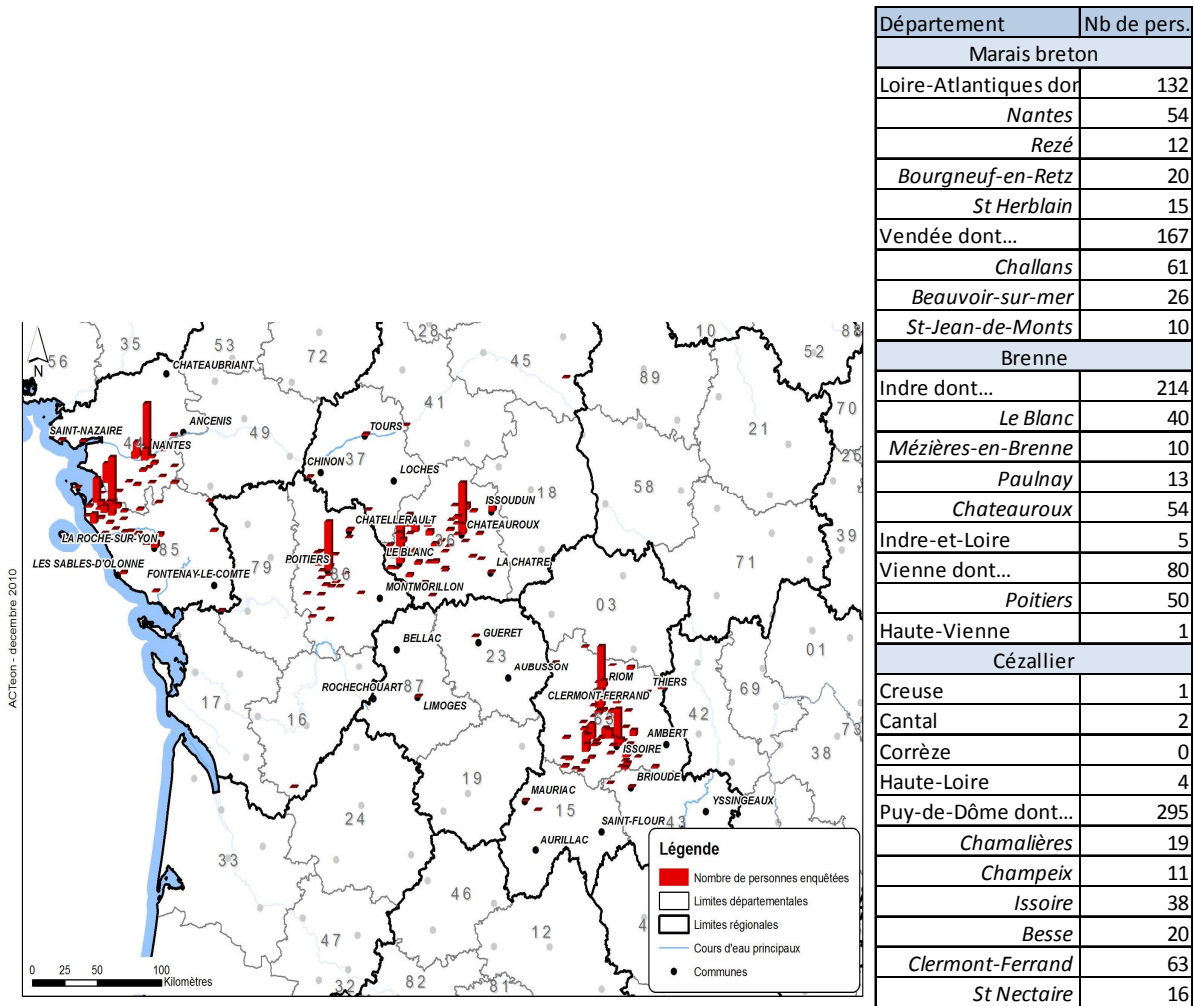 35
53
28
10
52
88
56
72
45
N
CHATEAUBRIANT
89
41
70
21
SAINT-NAZAIRE
ANCENIS
49
TOURS
44
NANTES
25
CHINON
37
LOCHES
58
18
ISSOUDUN
CHATELLERAULT
CHATEAUROUX
36
39
LA ROCHE-SUR-YON
85
LES SABLES-D'OLONNE
79
POITIERS
86
LE BLANC
LA CHATRE
71
FONTENAY-LE-COMTE
MONTMORILLON
03
BELLAC
GUERET
23
01
AUBUSSON
RIOM
THIERS
69
17
ROCHECHOUART
87
LIMOGES
CLERMONT-FERRAND
63
42
73
16
AMBERT
38
ISSOIRE
19
BRIOUDE
MAURIAC
15
YSSINGEAUX
24
SAINT-FLOUR
43
AURILLAC
33
46
47
12
32
82
81
Légende
Nombre de personnes enquêtées
Limites départementales
Limites régionales
Cours d'eau principaux
Communes
0 25 50 100
Kilomètres
ACTeon - decembre 2010
Département Nb de pers.
Marais breton
Loire-Atlantiques dor 132
Nantes 54
Rezé 12
Bourgneuf-en-Retz 20
St Herblain 15
Vendée dont... 167
Challans 61
Beauvoir-sur-mer 26
St-Jean-de-Monts 10
Brenne
Indre dont... 214
Le Blanc 40
Mézières-en-Brenne 10
Paulnay 13
Chateauroux 54
Indre-et-Loire 5
Vienne dont... 80
Poitiers 50
Haute-Vienne 1
Cézallier
Creuse 1
Cantal 2
Corrèze 0
Haute-Loire 4
Puy-de-Dôme dont... 295
Chamalières 19
Champeix 11
Issoire 38
Besse 20
Clermont-Ferrand 63
St Nectaire 16